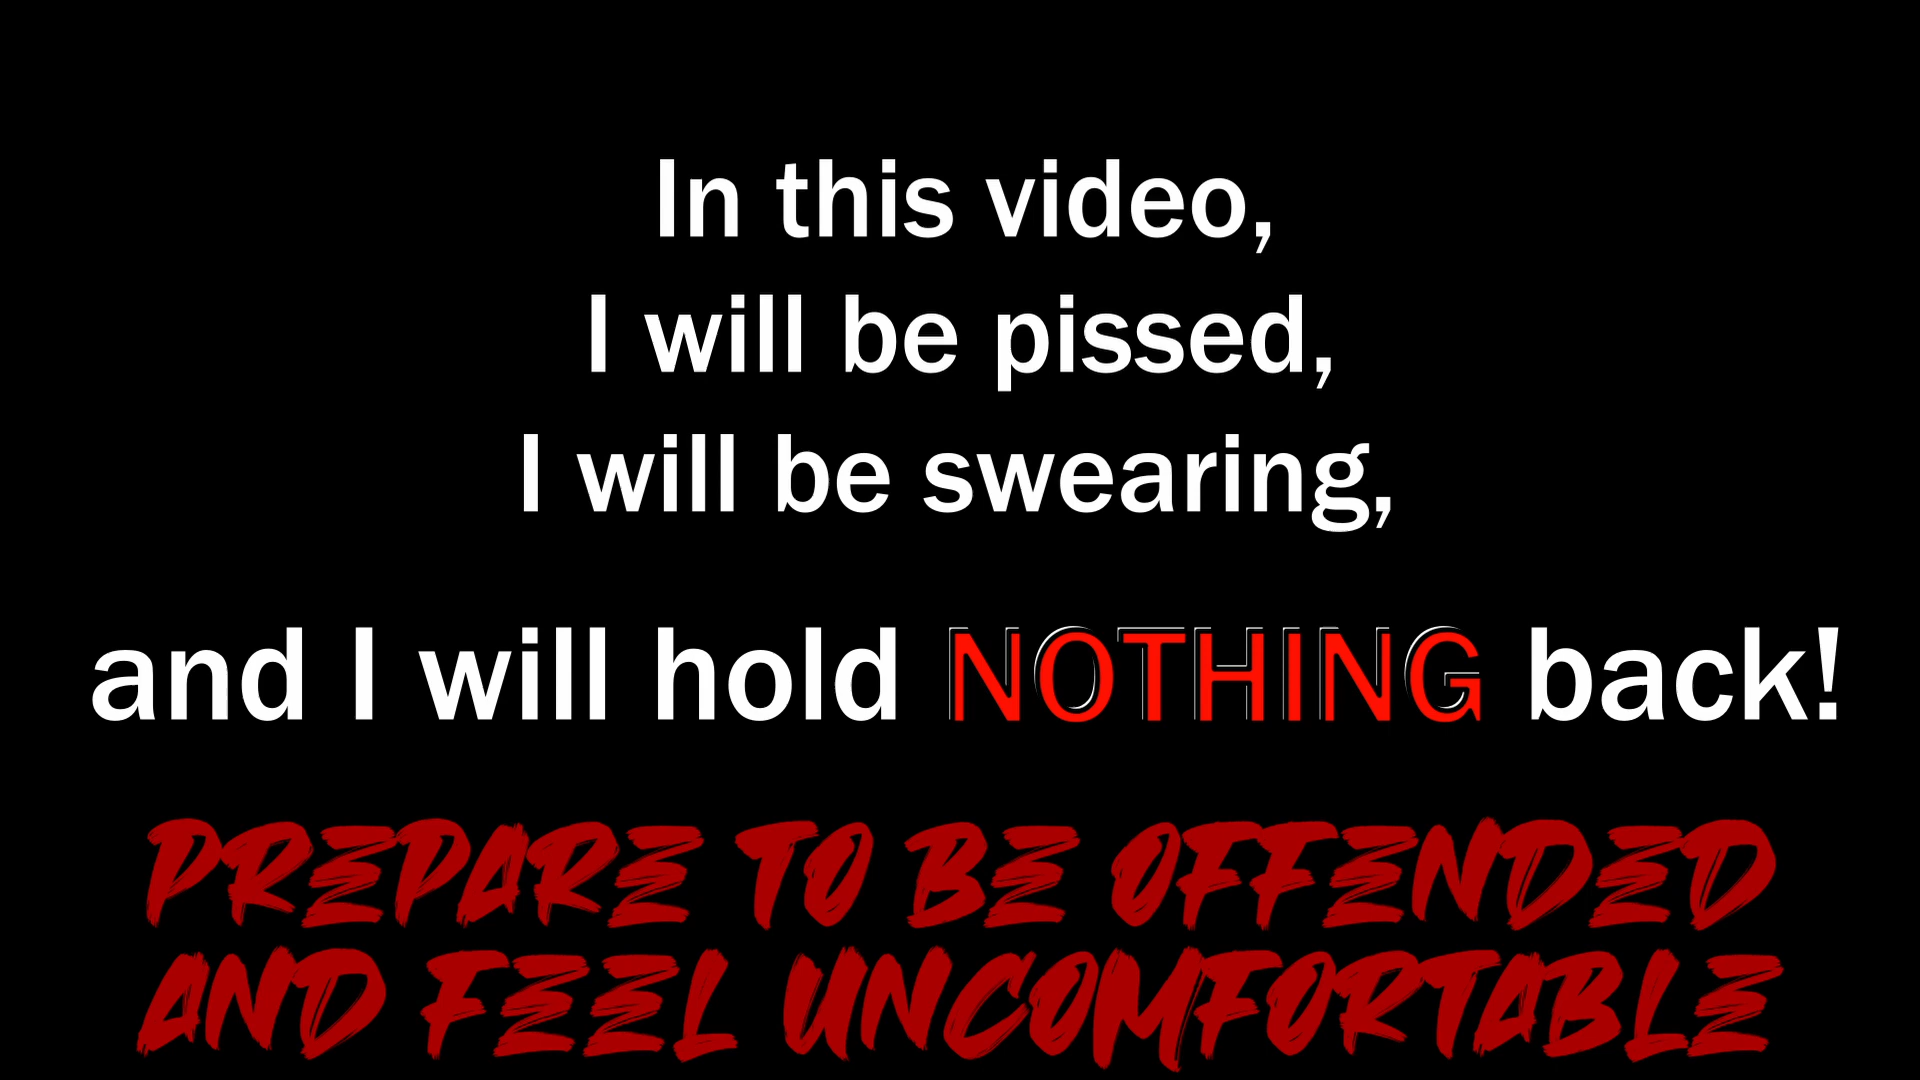 In this video,
I will be pissed,
I will be swearing,
and I will hold NOTHING back!
PREPARE TO BE OFFENDED
AND FEEL UNCOMFORTABLE